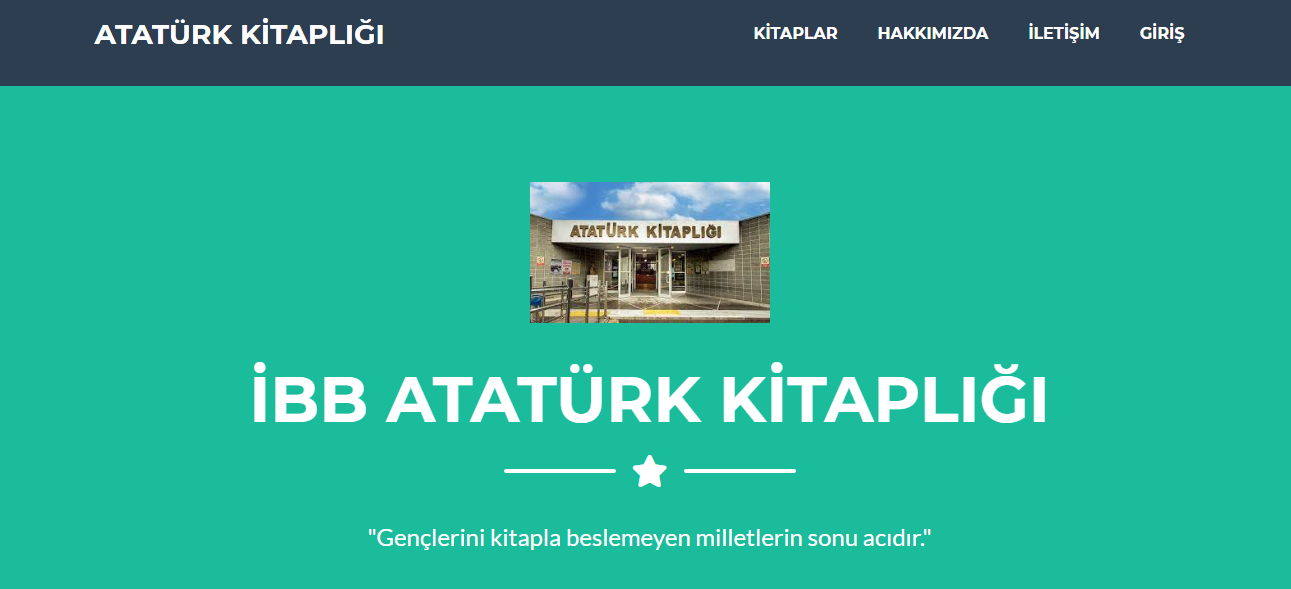 ATATÜRK KİTAPLIĞI
KİTAPLAR HAKKIMIZDA İLETİŞİM GİRİŞ
ATATÜRK KİTAPLIĞI
İBB ATATÜRK KİTAPLIĞI
"Gençlerini kitapla beslemeyen milletlerin sonu acıdır."